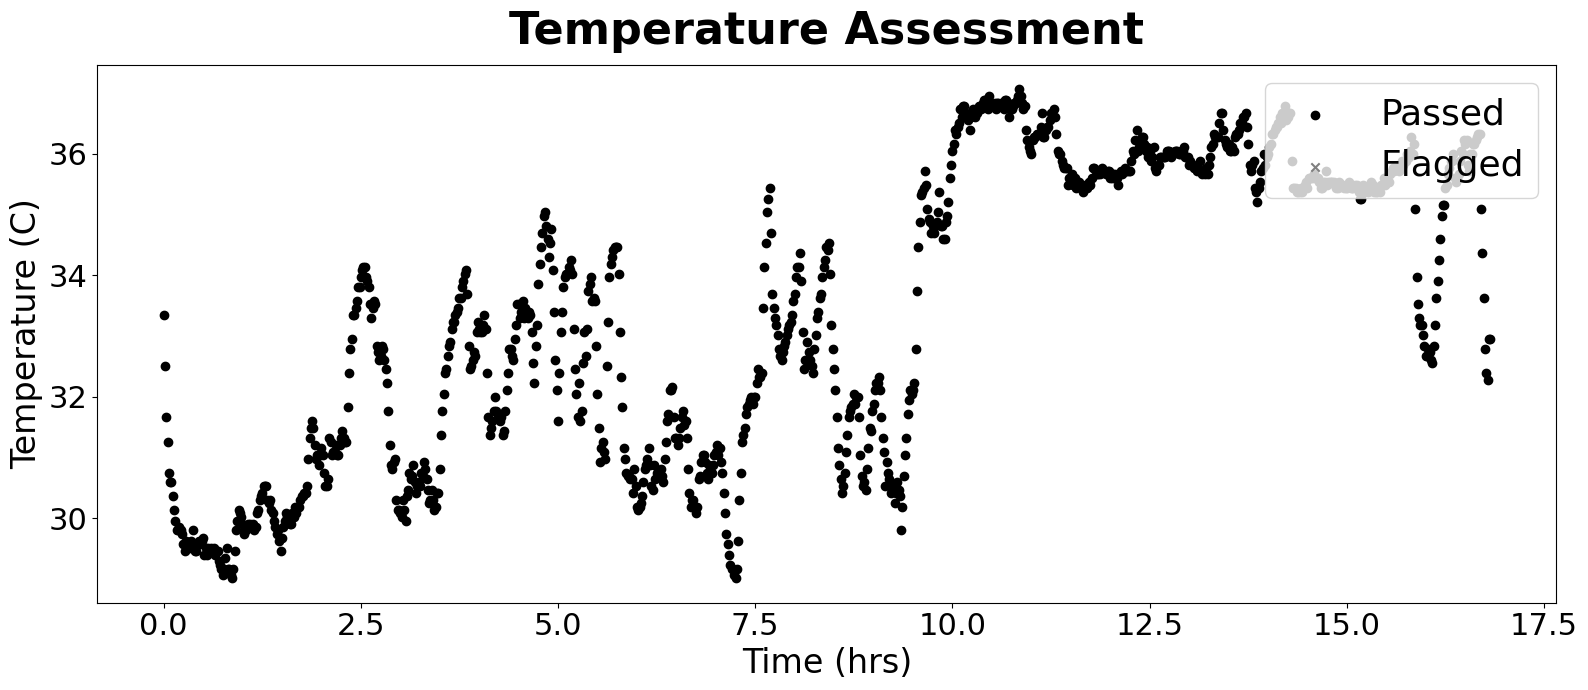 Temperature Assessment
Temperature (C)
36
34
32
30
Passed
Flagged
0.0 2.5 5.0 7.5 10.0 12.5 15.0 17.5
Time (hrs)